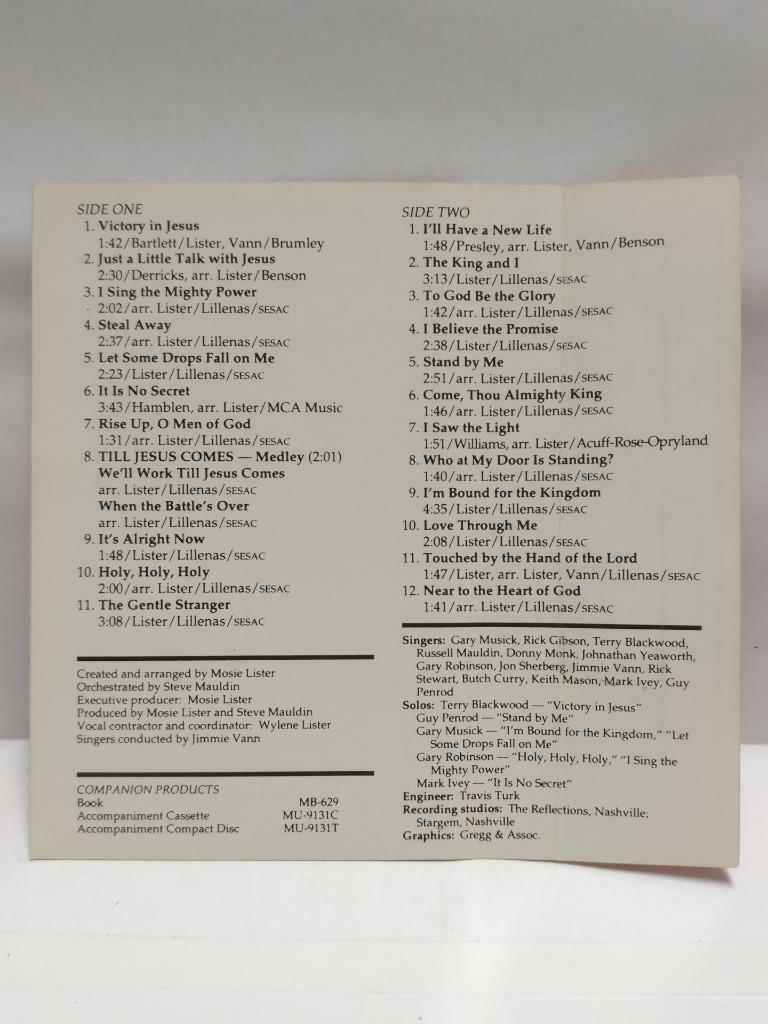 SIDE ONE
1. Victory in Jesus
1:42/Bartlett/Lister, Vann/Brumley
2. Just a Little Talk with Jesus
2:30/Derricks, arr. Lister/Benson
3. I Sing the Mighty Power
2:02/arr. Lister/Lillenas/SESAC
4. Steal Away
2:37/arr. Lister/Lillenas/SESAC
5. Let Some Drops Fall on Me
2:23/Lister/Lillenas/SESAC
6. It Is No Secret
3:43/Hamblen, arr. Lister/MCA Music
7. Rise Up, O Men of God
1:31/arr. Lister/Lillenas/SESAC
8. TILL JESUS COMES — Medley (2:01)
We'll Work Till Jesus Comes
arr. Lister/Lillenas/SESAC
When the Battle's Over
arr. Lister/Lillenas/SESAC
9. It's Alright Now
1:48/Lister/Lillenas/SESAC
10. Holy, Holy, Holy
2:00/arr. Lister/Lillenas/SESAC
11. The Gentle Stranger
3:08/Lister/Lillenas/SESAC
Created and arranged by Mosie Lister
Orchestrated by Steve Mauldin
Executive producer: Mosie Lister
Produced by Mosie Lister and Steve Mauldin
Vocal contractor and coordinator: Wylene Lister
Singers conducted by Jimmie Vann
COMPANION PRODUCTS
Book MB-629
Accompaniment Cassette MU-9131C
Accompaniment Compact Disc MU-9131T
SIDE TWO
1. I'll Have a New Life
1:48/Presley, arr. Lister, Vann/Benson
2. The King and I
3:13/Lister/Lillenas/SESAC
3. To God Be the Glory
1:42/arr. Lister/Lillenas/SESAC
4. I Believe the Promise
2:38/Lister/Lillenas/SESAC
5. Stand by Me
2:51/arr. Lister/Lillenas/SESAC
6. Come, Thou Almighty King
1:46/arr. Lister/Lillenas/SESAC
7. I Saw the Light
1:51/Williams, arr. Lister/Acuff-Rose-Opryland
8. Who at My Door Is Standing?
1:40/arr. Lister/Lillenas/SESAC
9. I'm Bound for the Kingdom
4:35/Lister/Lillenas/SESAC
10. Love Through Me
2:08/Lister/Lillenas/SESAC
11. Touched by the Hand of the Lord
1:47/Lister, arr. Lister, Vann/Lillenas/SESAC
12. Near to the Heart of God
1:41/arr. Lister/Lillenas/SESAC
Singers: Gary Musick, Rick Gibson, Terry Blackwood,
Russell Mauldin, Donny Monk, Johnathan Yeaworth,
Gary Robinson, Jon Sherberg, Jimmie Vann, Rick
Stewart, Butch Curry, Keith Mason, Mark Ivey, Guy
Penrod
Solos: Terry Blackwood — "Victory in Jesus"
Guy Penrod — "Stand by Me"
Gary Musick — "I'm Bound for the Kingdom," "Let
Some Drops Fall on Me"
Gary Robinson — "Holy, Holy, Holy," "I Sing the
Mighty Power"
Mark Ivey — "It Is No Secret"
Engineer: Travis Turk
Recording studios: The Reflections, Nashville;
Stargem, Nashville
Graphics: Gregg & Assoc.